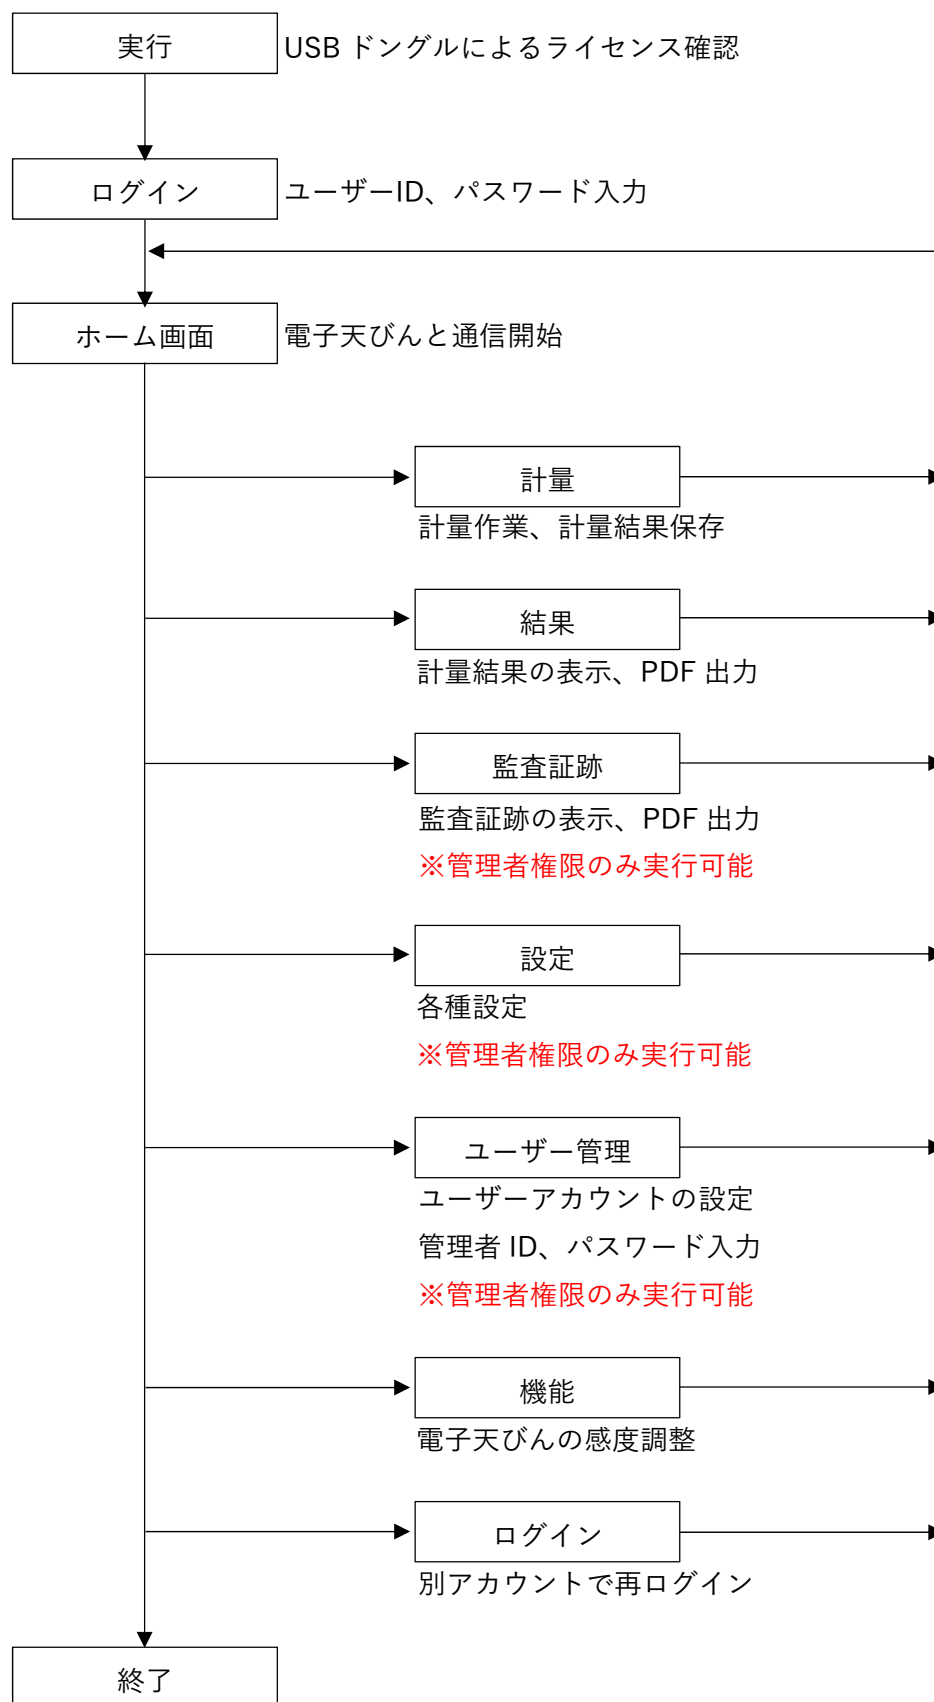 実行
USB ドングルによるライセンス確認
ログイン
ユーザーID、パスワード入力
ホーム画面
電子天びんと通信開始
計量
計量作業、計量結果保存
結果
計量結果の表示、PDF 出力
監査証跡
監査証跡の表示、PDF 出力
※管理者権限のみ実行可能
設定
各種設定
※管理者権限のみ実行可能
ユーザー管理
ユーザーアカウントの設定
管理者 ID、パスワード入力
※管理者権限のみ実行可能
機能
電子天びんの感度調整
ログイン
別アカウントで再ログイン
終了